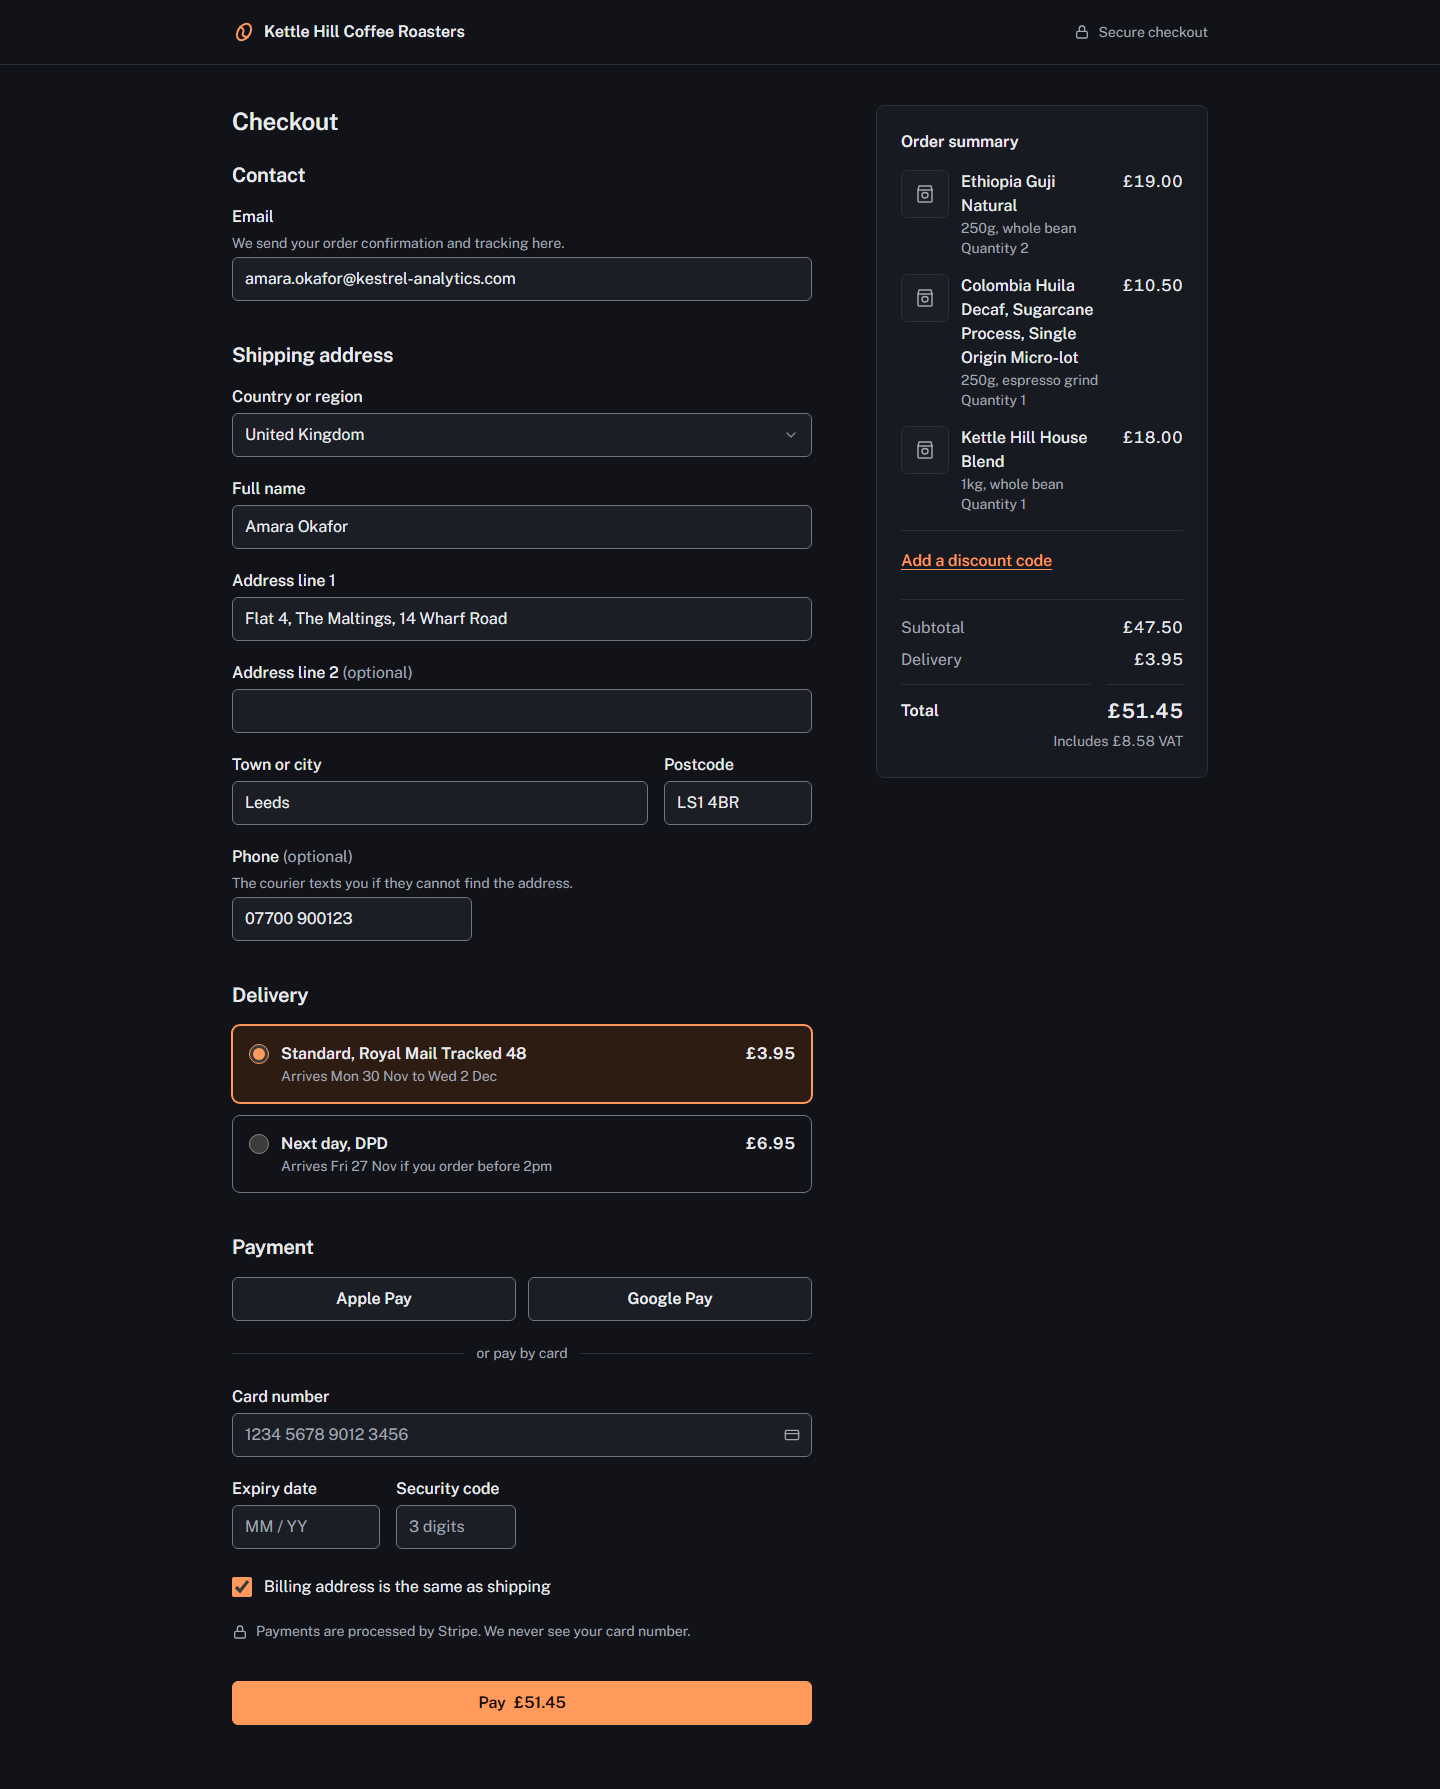 Kettle Hill Coffee Roasters
Secure checkout
Checkout
Contact
Email
We send your order confirmation and tracking here.
amara.okafor@kestrel-analytics.com
Shipping address
Country or region
United Kingdom
Full name
Amara Okafor
Address line 1
Flat 4, The Maltings, 14 Wharf Road
Address line 2 (optional)
Town or city
Postcode
Leeds
LS1 4BR
Phone (optional)
The courier texts you if they cannot find the address.
07700 900123
Delivery
Standard, Royal Mail Tracked 48
£3.95
Arrives Mon 30 Nov to Wed 2 Dec
Next day, DPD
£6.95
Arrives Fri 27 Nov if you order before 2pm
Payment
Apple Pay
Google Pay
or pay by card
Card number
1234 5678 9012 3456
Expiry date
Security code
MM / YY
3 digits
Billing address is the same as shipping
Payments are processed by Stripe. We never see your card number.
Pay £51.45
Order summary
Ethiopia Guji
Natural
£19.00
250g, whole bean
Quantity 2
Colombia Huila
Decaf, Sugarcane
Process, Single
Origin Micro-lot
£10.50
250g, espresso grind
Quantity 1
Kettle Hill House
Blend
£18.00
1kg, whole bean
Quantity 1
Add a discount code
Subtotal
£47.50
Delivery
£3.95
Total
£51.45
Includes £8.58 VAT